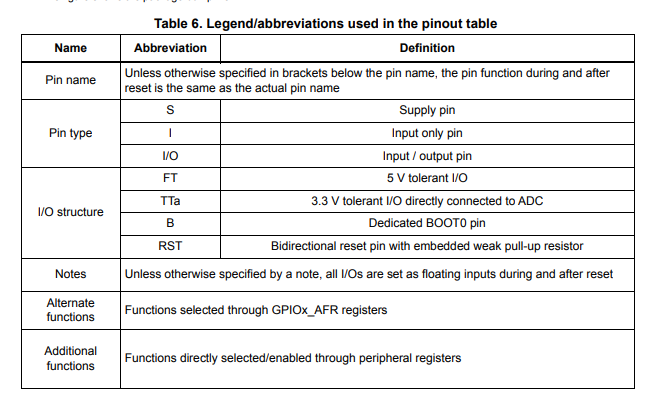 Table 6. Legend/abbreviations used in the pinout table
Name Abbreviation Definition
Pin name Unless otherwise specified in brackets below the pin name, the pin function during and after
reset is the same as the actual pin name
Pin type
S Supply pin
I Input only pin
I/O Input / output pin
I/O structure
FT 5 V tolerant I/O
TTa 3.3 V tolerant I/O directly connected to ADC
B Dedicated BOOT0 pin
RST Bidirectional reset pin with embedded weak pull-up resistor
Notes Unless otherwise specified by a note, all I/Os are set as floating inputs during and after reset
Alternate
functions
Functions selected through GPIOx_AFR registers
Additional
functions
Functions directly selected/enabled through peripheral registers